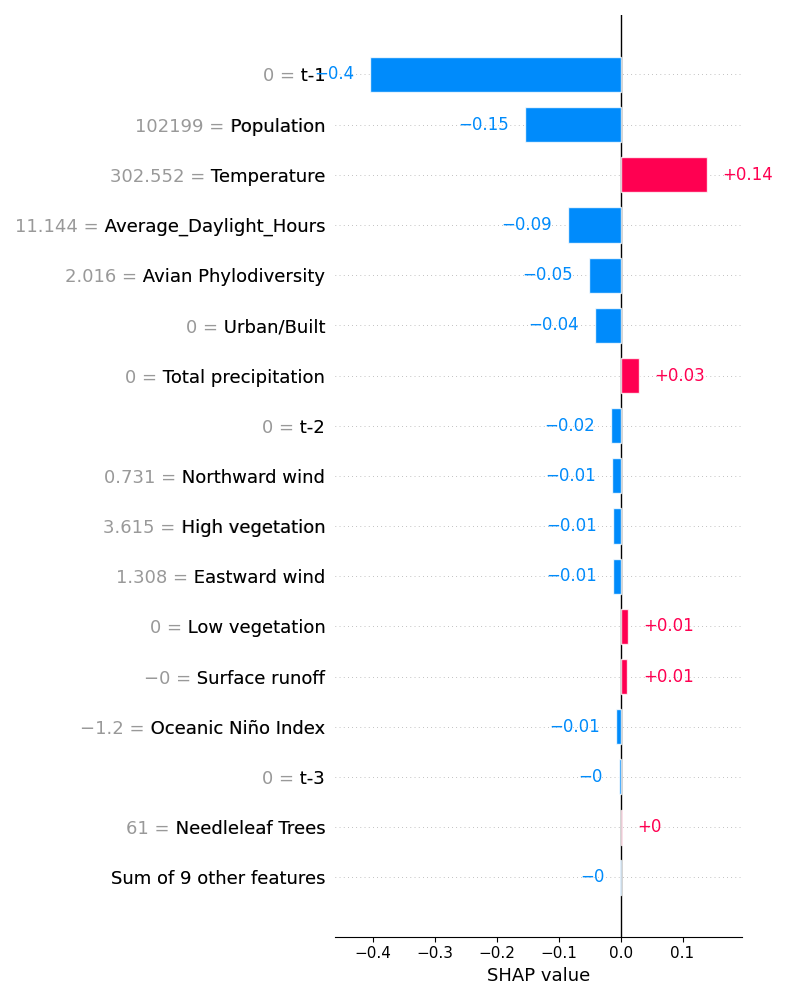 0 = t-1 −0.4
102199 = Population −0.15
302.552 = Temperature +0.14
11.144 = Average_Daylight_Hours −0.09
2.016 = Avian Phylodiversity −0.05
0 = Urban/Built −0.04
0 = Total precipitation +0.03
0 = t-2 −0.02
0.731 = Northward wind −0.01
3.615 = High vegetation −0.01
1.308 = Eastward wind −0.01
0 = Low vegetation +0.01
−0 = Surface runoff +0.01
−1.2 = Oceanic Niño Index −0.01
0 = t-3 −0
61 = Needleleaf Trees +0
Sum of 9 other features −0
−0.4 −0.3 −0.2 −0.1 0.0 0.1
SHAP value